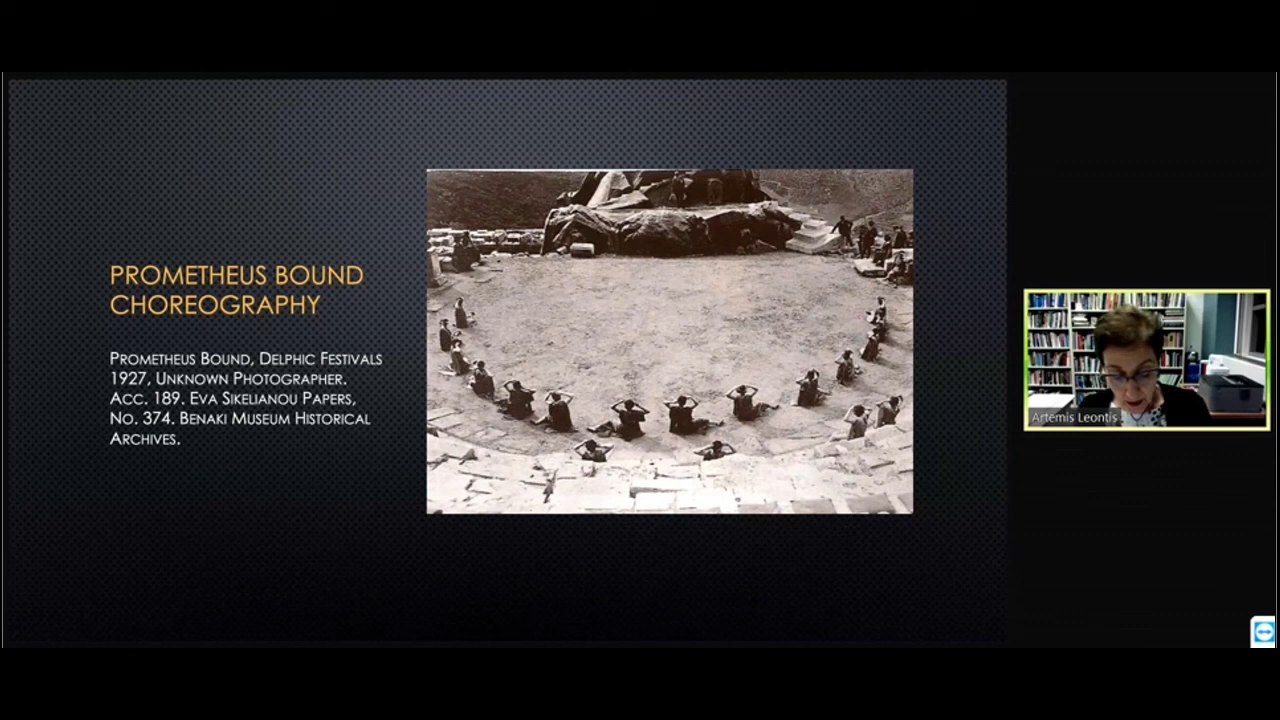 PROMETHEUS BOUND
CHOREOGRAPHY
PROMETHEUS BOUND, DELPHIC FESTIVALS
1927, UNKNOWN PHOTOGRAPHER.
ACC. 189. EVA SIKELIANOU PAPERS,
NO. 374. BENAKI MUSEUM HISTORICAL
ARCHIVES.
Artemis Leontis